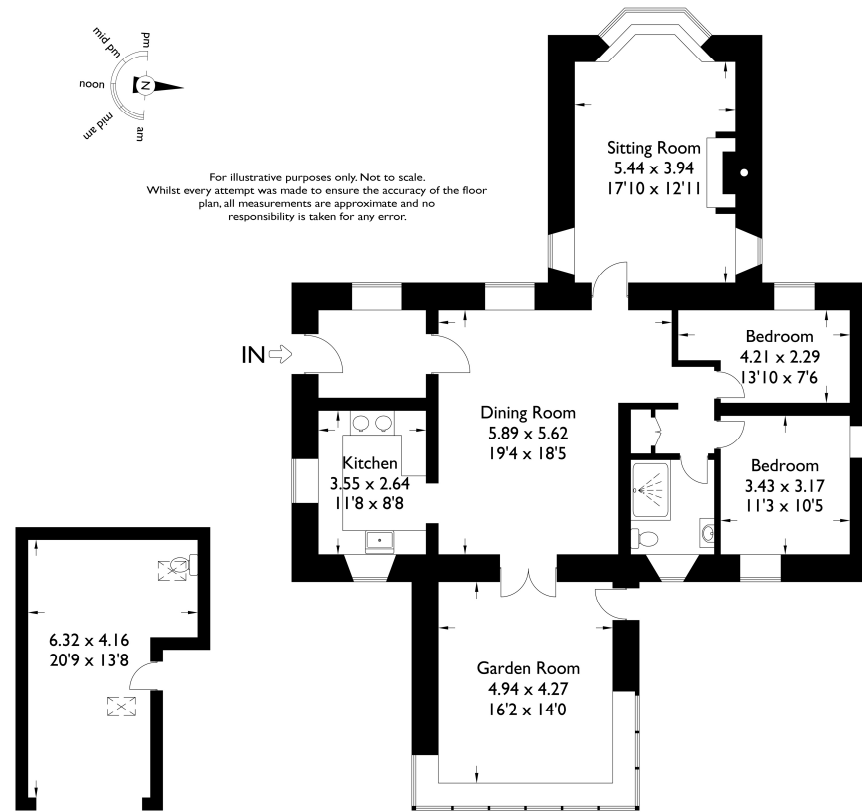 pm
mid pm
noon
mid am
am
N
For illustrative purposes only. Not to scale.
Whilst every attempt was made to ensure the accuracy of the floor
plan, all measurements are approximate and no
responsibility is taken for any error.
Sitting Room
5.44 x 3.94
17'10 x 12'11
IN
Bedroom
4.21 x 2.29
13'10 x 7'6
Dining Room
5.89 x 5.62
19'4 x 18'5
Kitchen
3.55 x 2.64
11'8 x 8'8
Bedroom
3.43 x 3.17
11'3 x 10'5
6.32 x 4.16
20'9 x 13'8
Garden Room
4.94 x 4.27
16'2 x 14'0